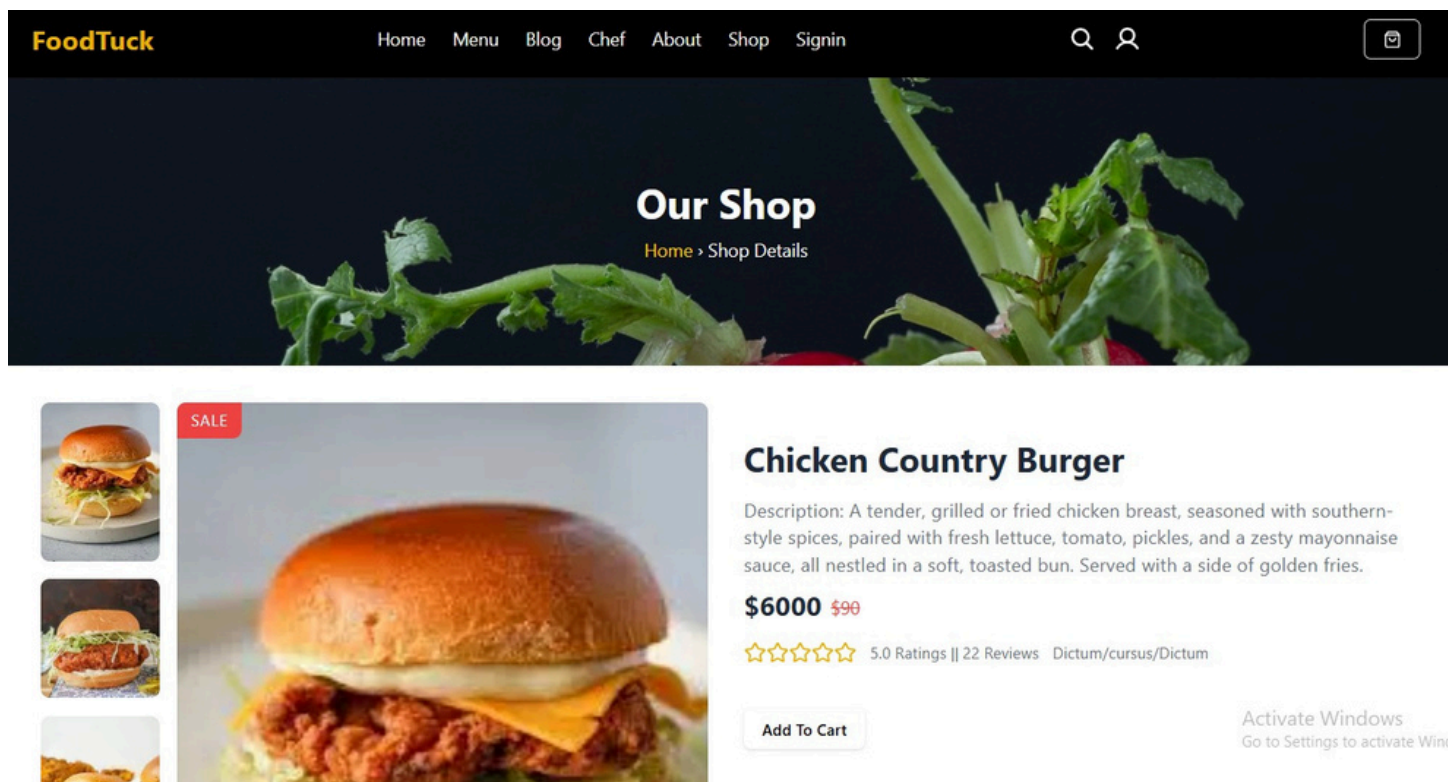 FoodTuck
Home Menu Blog Chef About Shop Signin
Our Shop
Home › Shop Details
SALE
Chicken Country Burger
Description: A tender, grilled or fried chicken breast, seasoned with southern-
style spices, paired with fresh lettuce, tomato, pickles, and a zesty mayonnaise
sauce, all nestled in a soft, toasted bun. Served with a side of golden fries.
$6000 $90
5.0 Ratings || 22 Reviews Dictum/cursus/Dictum
Add To Cart
Activate Windows
Go to Settings to activate Win